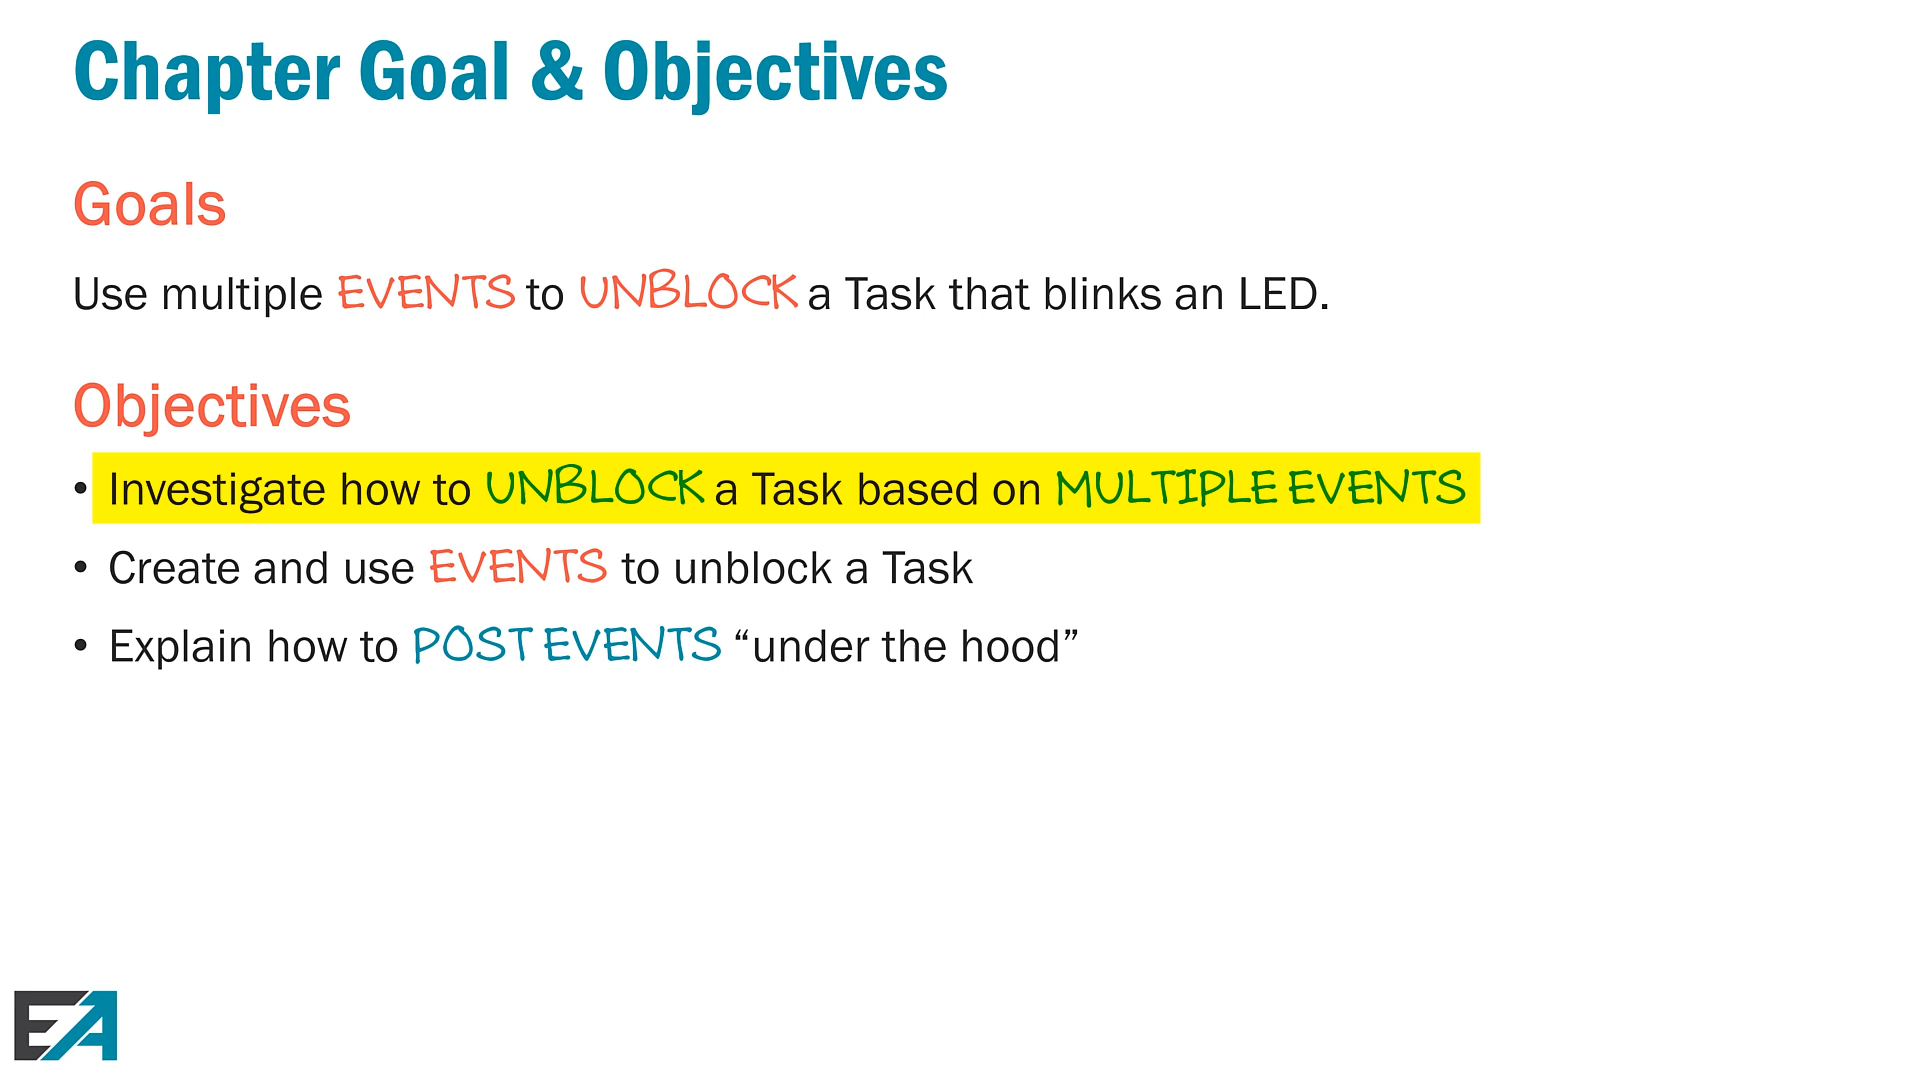 Chapter Goal & Objectives
Goals
Use multiple EVENTS to UNBLOCK a Task that blinks an LED.
Objectives
• Investigate how to UNBLOCK a Task based on MULTIPLE EVENTS
• Create and use EVENTS to unblock a Task
• Explain how to POST EVENTS “under the hood”
EA